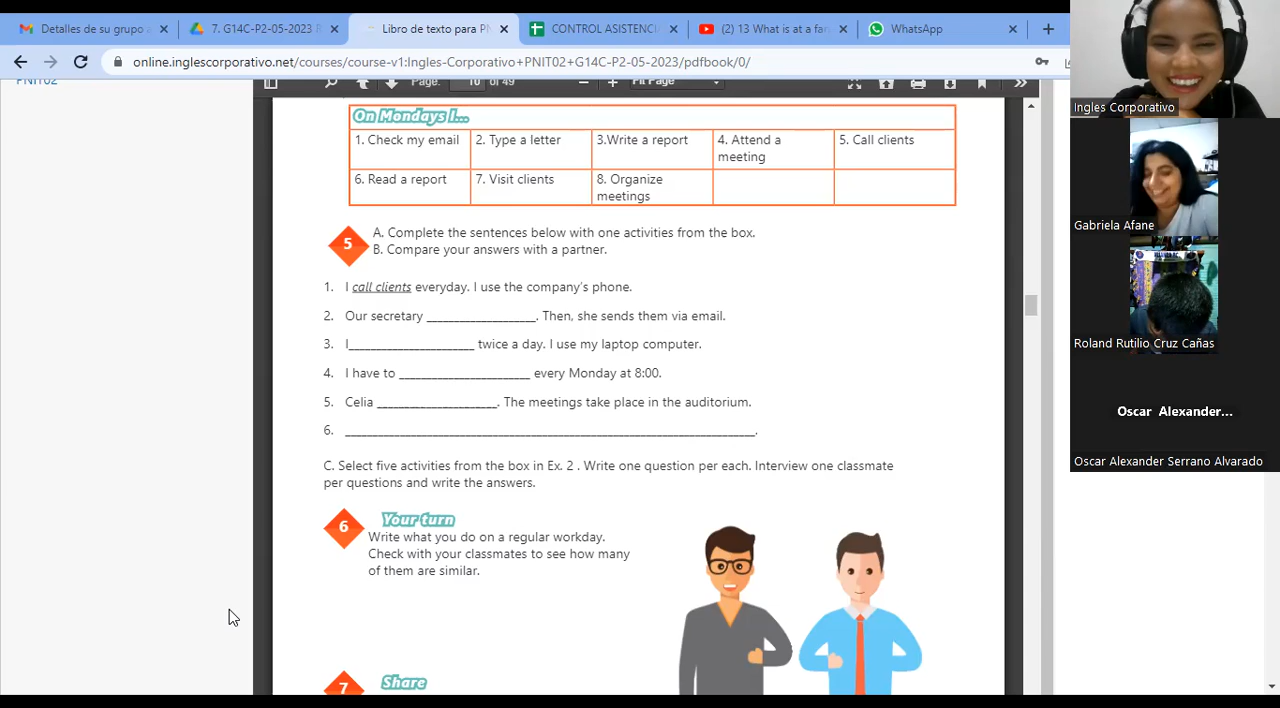 Detalles de su grupo
7. G14C-P2-05-2023
Libro de texto para P
CONTROL ASISTENCI
(2) 13 What is at a fa
WhatsApp
online.inglescorporativo.net/courses/course-v1:Ingles-Corporativo+PNIT02+G14C-P2-05-2023/pdfbook/0/
PNIT02
Page:
10 of 49
Fit Page
On Mondays I...
1. Check my email
2. Type a letter
3.Write a report
4. Attend a
meeting
5. Call clients
6. Read a report
7. Visit clients
8. Organize
meetings
5
A. Complete the sentences below with one activities from the box.
B. Compare your answers with a partner.
1. I call clients everyday. I use the company's phone.
2. Our secretary ___________________. Then, she sends them via email.
3. I______________________ twice a day. I use my laptop computer.
4. I have to _______________________ every Monday at 8:00.
5. Celia _____________________. The meetings take place in the auditorium.
6. _________________________________________________________________________.
C. Select five activities from the box in Ex. 2 . Write one question per each. Interview one classmate
per questions and write the answers.
6
Your turn
Write what you do on a regular workday.
Check with your classmates to see how many
of them are similar.
7
Share
Ingles Corporativo
Gabriela Afane
Roland Rutilio Cruz Cañas
Oscar Alexander...
Oscar Alexander Serrano Alvarado